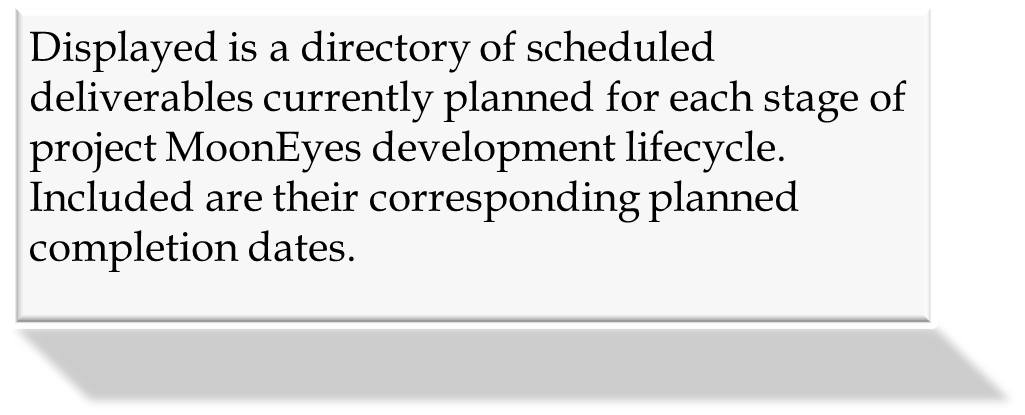 Displayed is a directory of scheduled
deliverables currently planned for each stage of
project MoonEyes development lifecycle.
Included are their corresponding planned
completion dates.